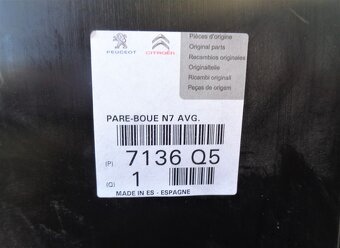 PEUGEOT CITROËN
Pièces d'origine
Original parts
Recambios originales
Originalteile
Ricambi originali
Peças de origem
PARE-BOUE N7 AVG.
(P) 7136 Q5
(Q) 1
MADE IN ES - ESPAGNE